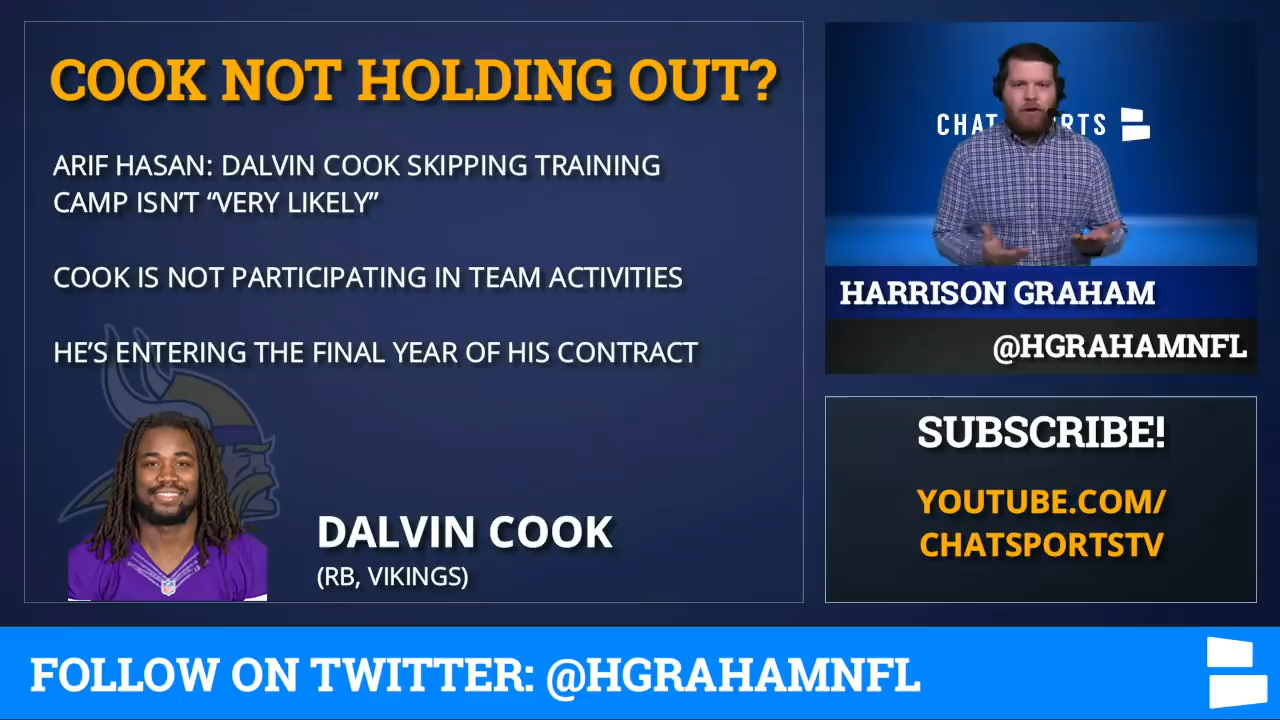 COOK NOT HOLDING OUT?
ARIF HASAN: DALVIN COOK SKIPPING TRAINING
CAMP ISN'T “VERY LIKELY”
COOK IS NOT PARTICIPATING IN TEAM ACTIVITIES
HE'S ENTERING THE FINAL YEAR OF HIS CONTRACT
DALVIN COOK
(RB, VIKINGS)
CHAT RTS
HARRISON GRAHAM
@HGRAHAMNFL
SUBSCRIBE!
YOUTUBE.COM/
CHATSPORTSTV
FOLLOW ON TWITTER: @HGRAHAMNFL